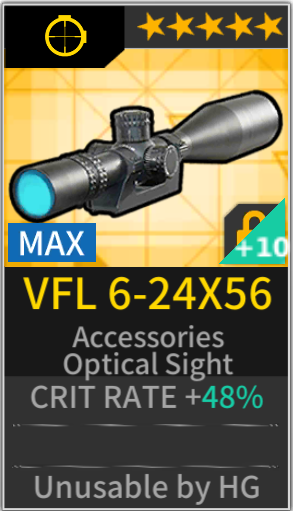 MAX
+10
VFL 6-24X56
Accessories
Optical Sight
CRIT RATE +48%
Unusable by HG